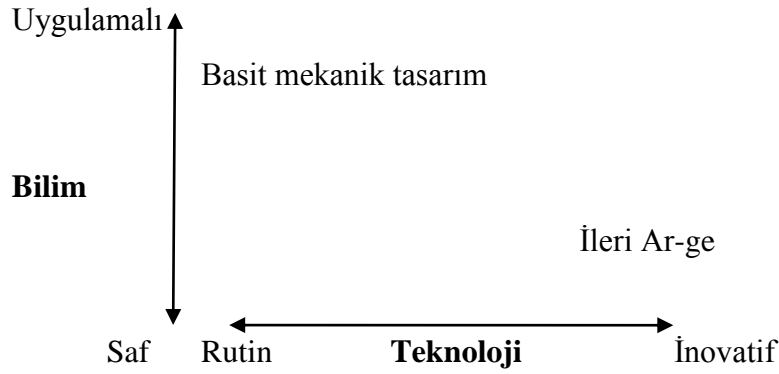 Uygulamalı
Basit mekanik tasarım
Bilim
İleri Ar-ge
Saf Rutin Teknoloji İnovatif